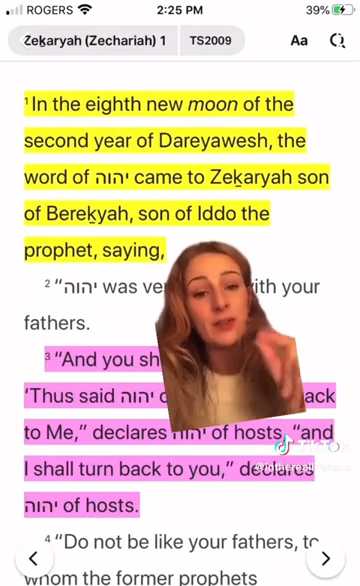 ROGERS 2:25 PM 39%
Zeḵaryah (Zechariah) 1 TS2009 Aa
1 In the eighth new moon of the
second year of Dareyawesh, the
word of יהוה came to Zeḵaryah son
of Bereḵyah, son of Iddo the
prophet, saying,
2 “יהוה was with your
fathers.
3 “And you
‘Thus said יהוה
to Me,” declares יהוה of hosts, “and
I shall turn back to you,” declares
יהוה of hosts.
4 “Do not be like your fathers, to
whom the former prophets
TikTok